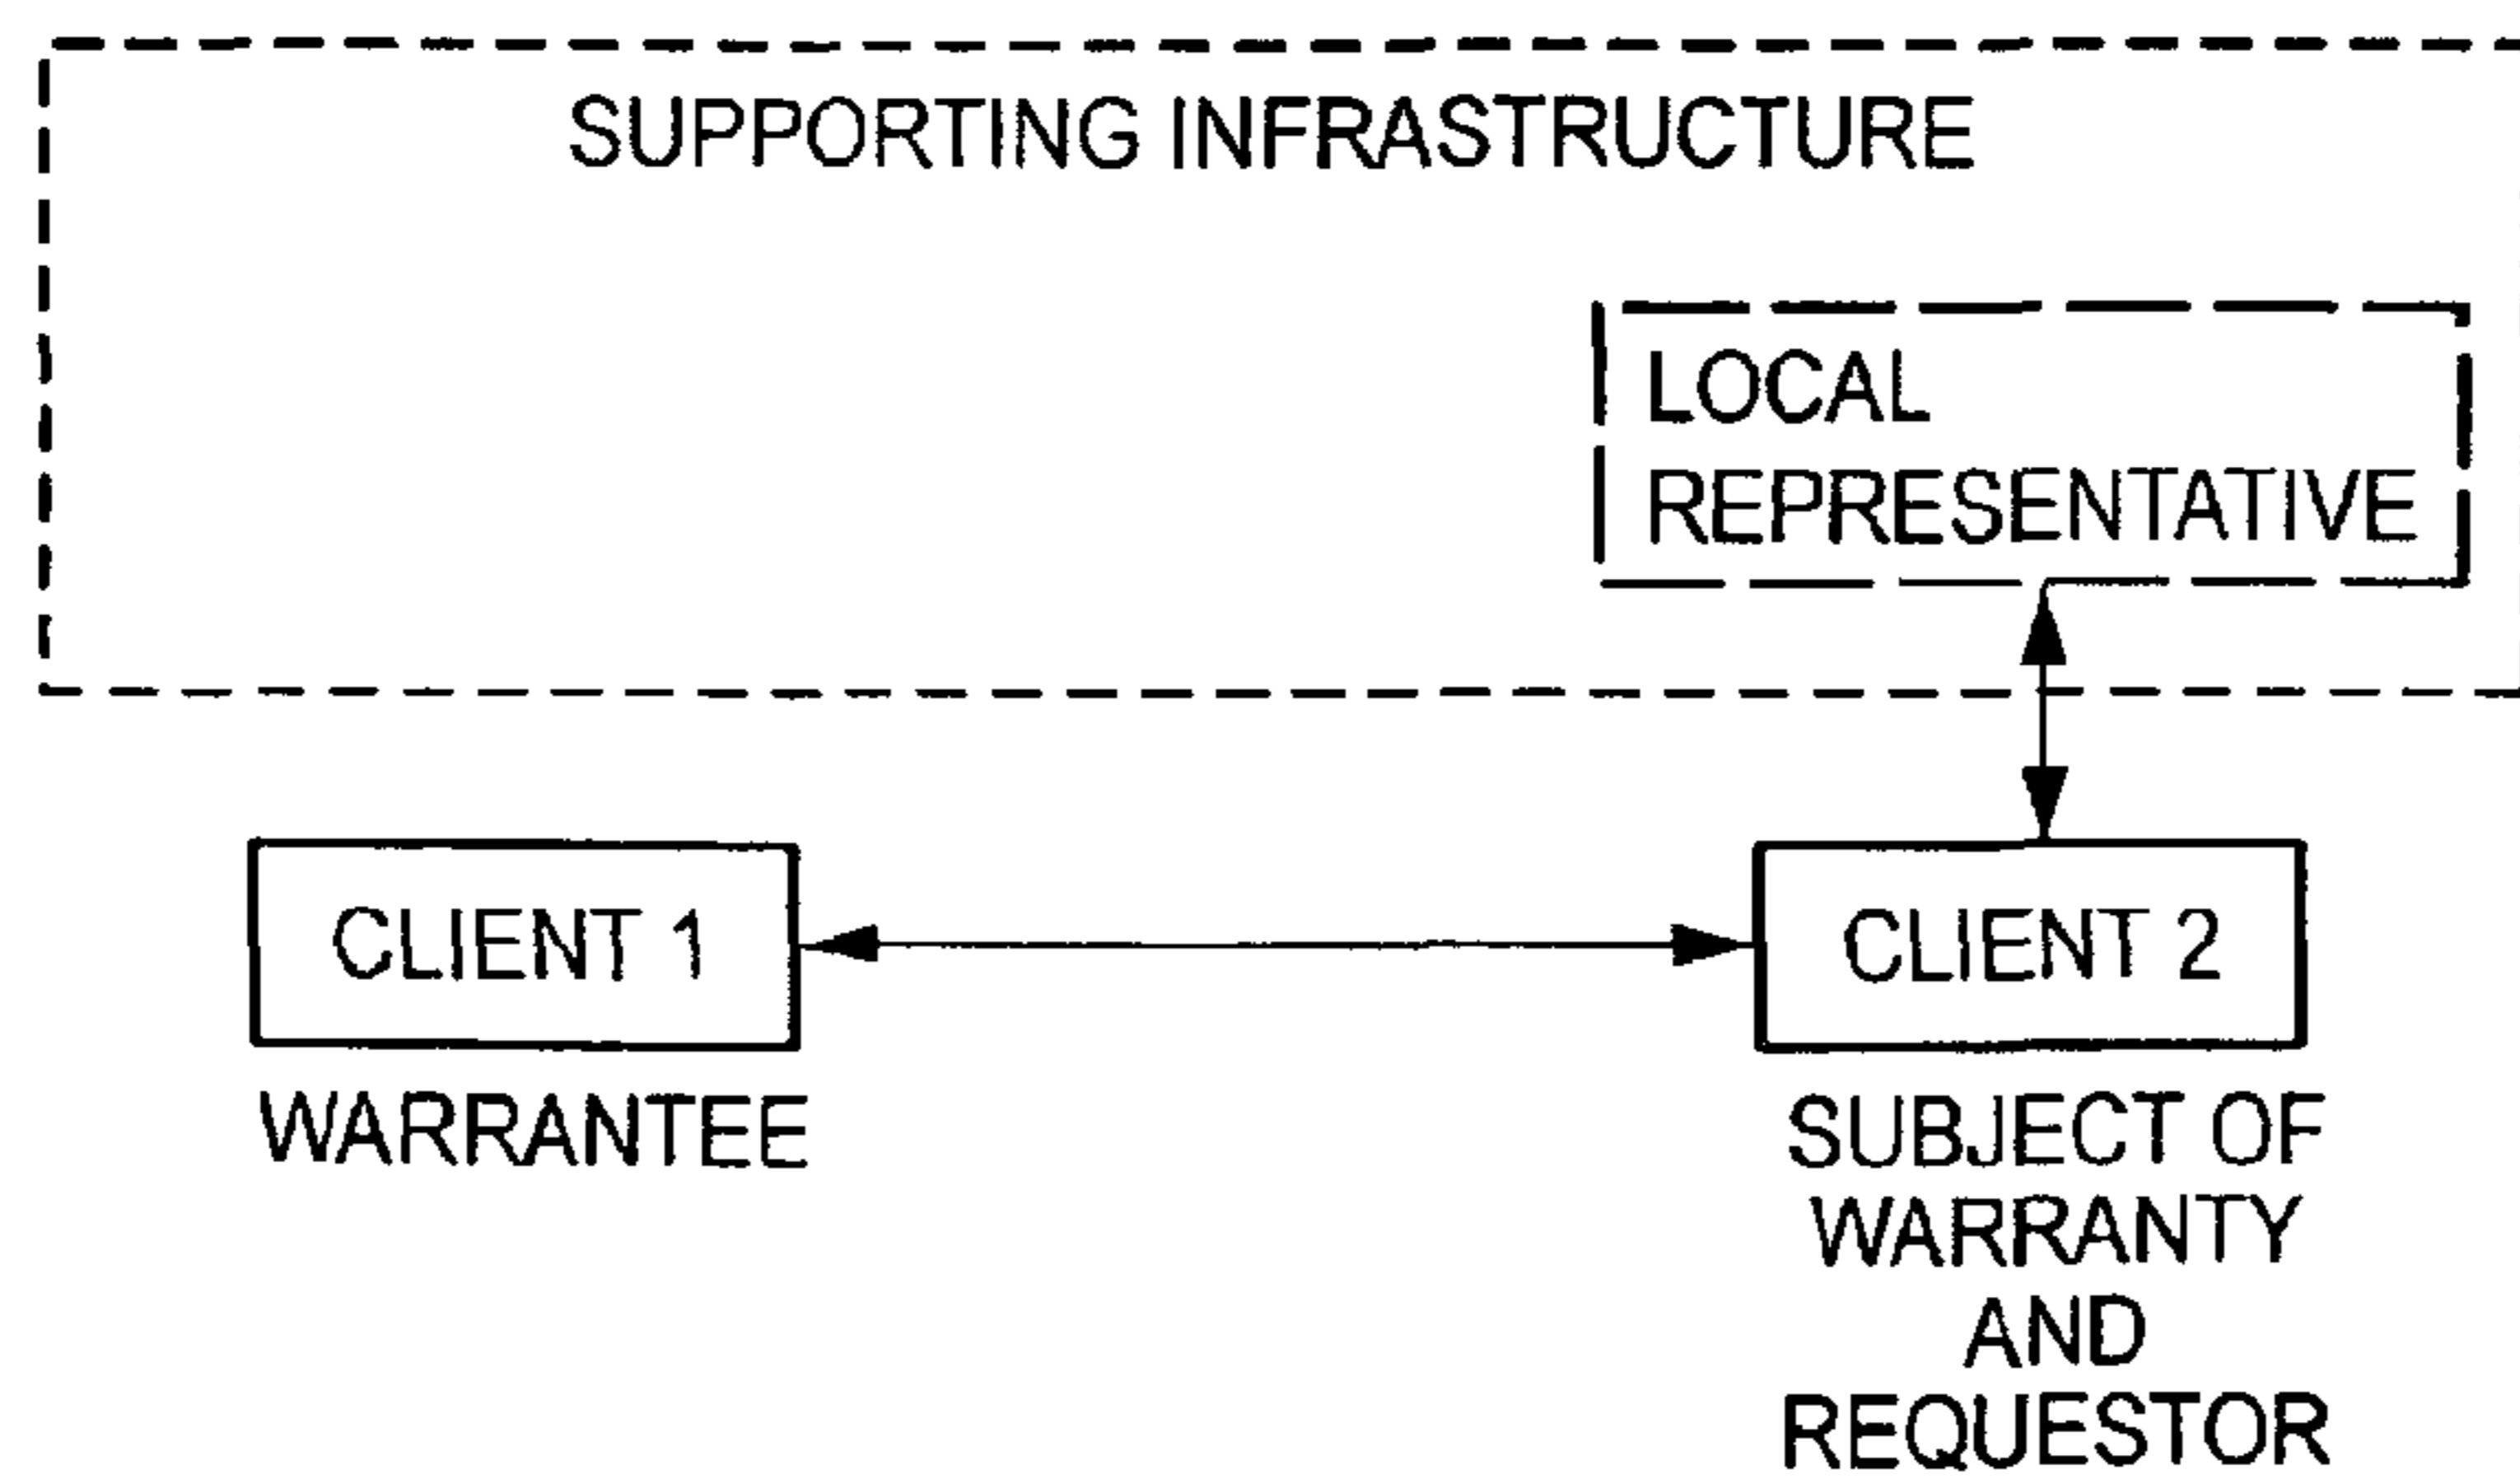 SUPPORTING INFRASTRUCTURE
LOCAL
REPRESENTATIVE
CLIENT 1
CLIENT 2
WARRANTEE
SUBJECT OF
WARRANTY
AND
REQUESTOR